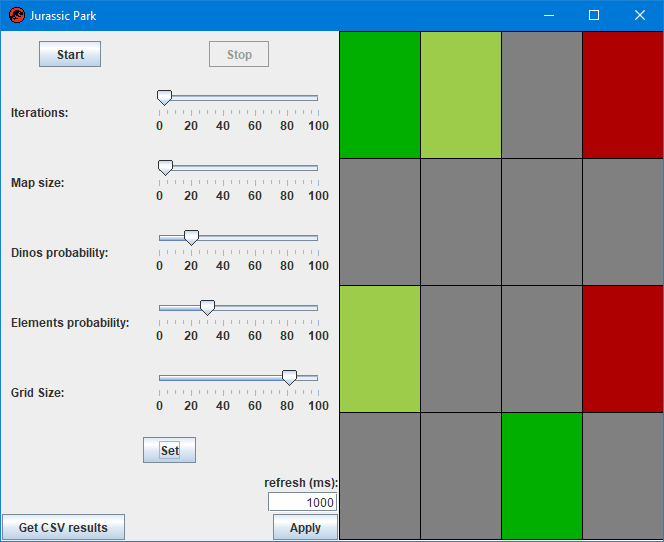 Jurassic Park
Start Stop
Iterations:
0 20 40 60 80 100
Map size:
0 20 40 60 80 100
Dinos probability:
0 20 40 60 80 100
Elements probability:
0 20 40 60 80 100
Grid Size:
0 20 40 60 80 100
Set
refresh (ms):
1000
Get CSV results Apply